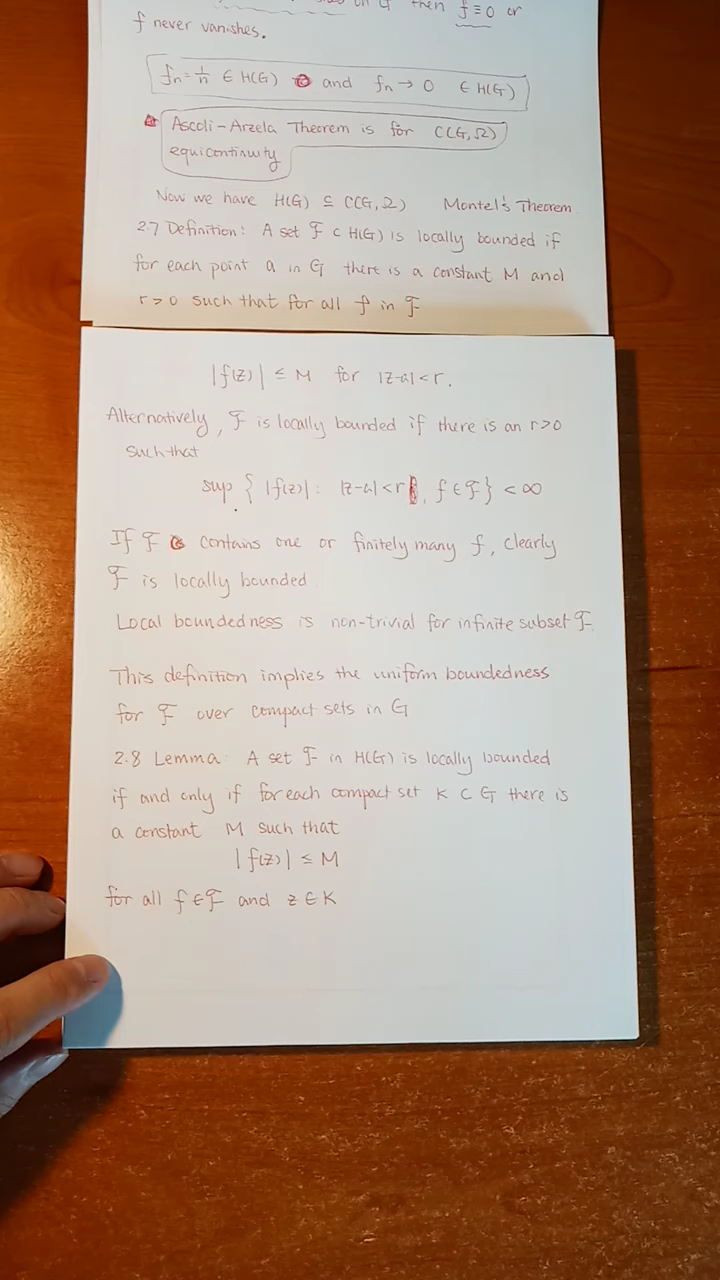 on G then f ≡ 0 or
f never vanishes.
fn = 1/n ∈ H(G) and fn → 0 ∈ H(G)
Ascoli-Arzela Theorem is for C(G,Ω)
equicontinuity
Now we have H(G) ⊆ C(G,Ω) Montel's Theorem
2.7 Definition: A set F ⊂ H(G) is locally bounded if
for each point a in G there is a constant M and
r > 0 such that for all f in F
|f(z)| ≤ M for |z-a| < r.
Alternatively, F is locally bounded if there is an r>0
such that
sup { |f(z)| : |z-a| < r, f ∈ F } < ∞
If F contains one or finitely many f, clearly
F is locally bounded.
Local boundedness is non-trivial for infinite subset F.
This definition implies the uniform boundedness
for F over compact sets in G
2.8 Lemma: A set F in H(G) is locally bounded
if and only if for each compact set K ⊂ G there is
a constant M such that
|f(z)| ≤ M
for all f ∈ F and z ∈ K